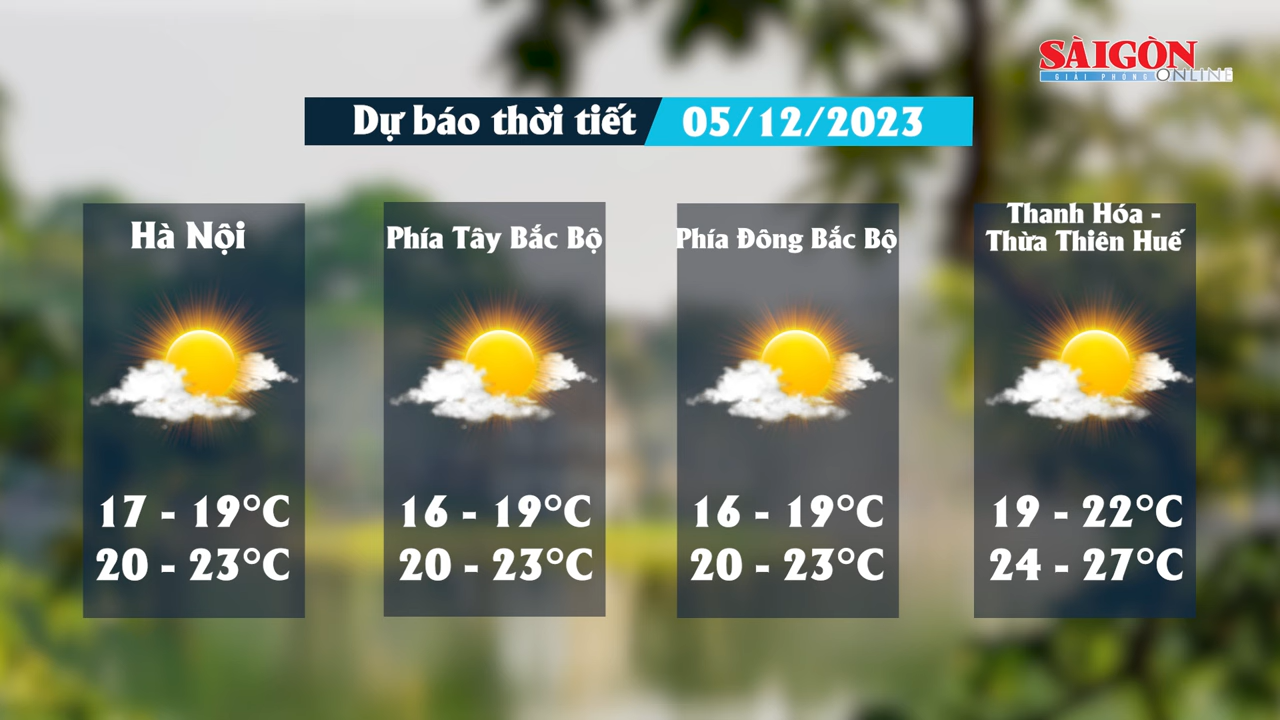 SÀIGÒN
GIẢI PHÓNG ONLINE
Dự báo thời tiết 05/12/2023
Hà Nội
17 - 19°C
20 - 23°C
Phía Tây Bắc Bộ
16 - 19°C
20 - 23°C
Phía Đông Bắc Bộ
16 - 19°C
20 - 23°C
Thanh Hóa -
Thừa Thiên Huế
19 - 22°C
24 - 27°C